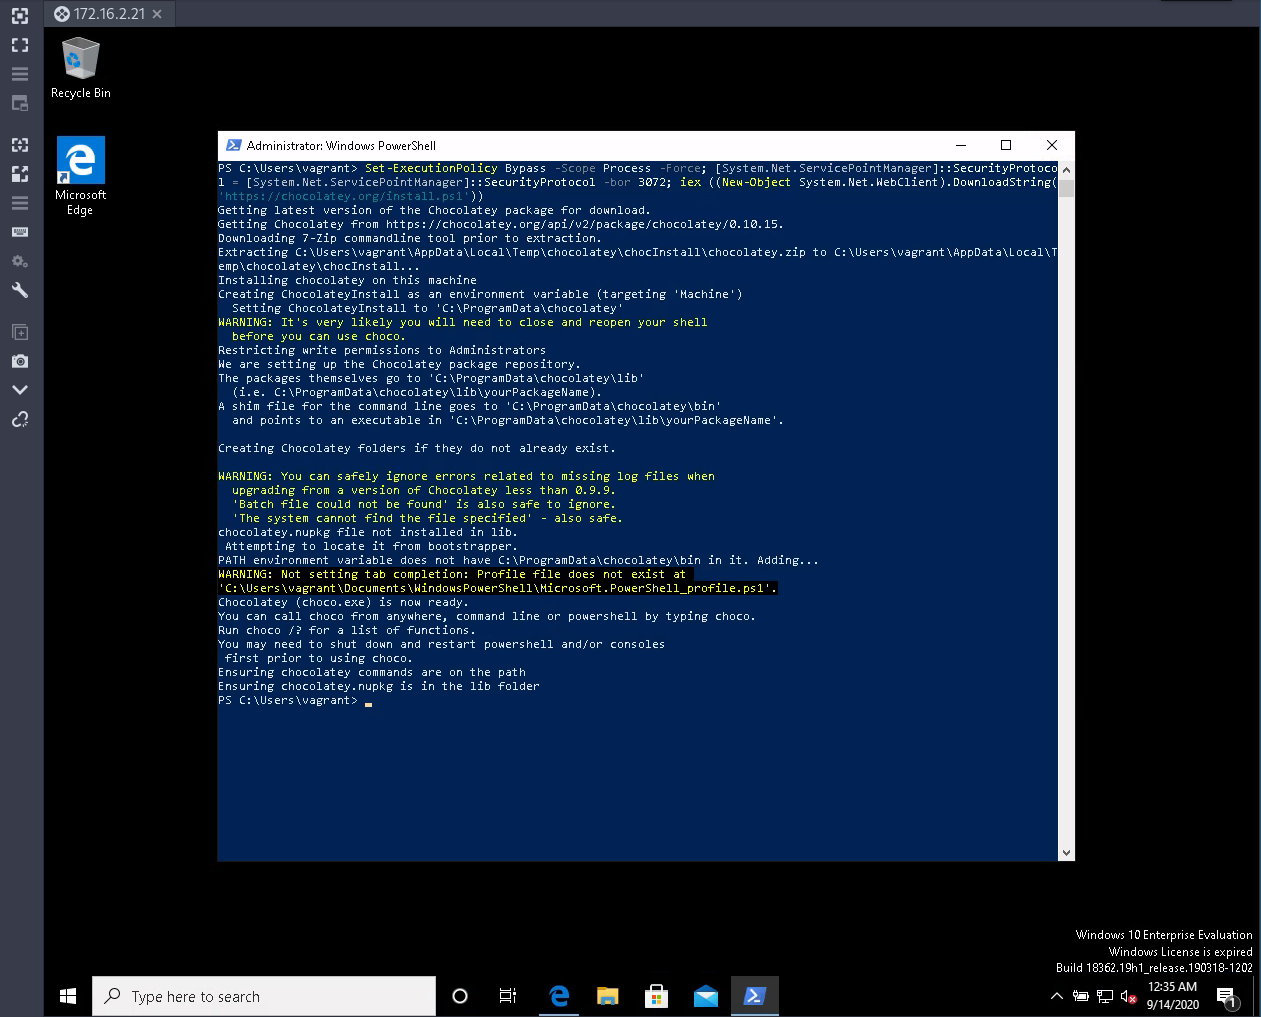 172.16.2.21
Recycle Bin
Microsoft
Edge
Administrator: Windows PowerShell
PS C:\Users\vagrant> Set-ExecutionPolicy Bypass -Scope Process -Force; [System.Net.ServicePointManager]::SecurityProtoco
l = [System.Net.ServicePointManager]::SecurityProtocol -bor 3072; iex ((New-Object System.Net.WebClient).DownloadString(
'https://chocolatey.org/install.ps1'))
Getting latest version of the Chocolatey package for download.
Getting Chocolatey from https://chocolatey.org/api/v2/package/chocolatey/0.10.15.
Downloading 7-Zip commandline tool prior to extraction.
Extracting C:\Users\vagrant\AppData\Local\Temp\chocolatey\chocInstall\chocolatey.zip to C:\Users\vagrant\AppData\Local\T
emp\chocolatey\chocInstall...
Installing chocolatey on this machine
Creating ChocolateyInstall as an environment variable (targeting 'Machine')
  Setting ChocolateyInstall to 'C:\ProgramData\chocolatey'
WARNING: It's very likely you will need to close and reopen your shell
  before you can use choco.
Restricting write permissions to Administrators
We are setting up the Chocolatey package repository.
The packages themselves go to 'C:\ProgramData\chocolatey\lib'
  (i.e. C:\ProgramData\chocolatey\lib\yourPackageName).
A shim file for the command line goes to 'C:\ProgramData\chocolatey\bin'
  and points to an executable in 'C:\ProgramData\chocolatey\lib\yourPackageName'.
Creating Chocolatey folders if they do not already exist.
WARNING: You can safely ignore errors related to missing log files when
  upgrading from a version of Chocolatey less than 0.9.9.
  'Batch file could not be found' is also safe to ignore.
  'The system cannot find the file specified' - also safe.
chocolatey.nupkg file not installed in lib.
 Attempting to locate it from bootstrapper.
PATH environment variable does not have C:\ProgramData\chocolatey\bin in it. Adding...
WARNING: Not setting tab completion: Profile file does not exist at
'C:\Users\vagrant\Documents\WindowsPowerShell\Microsoft.PowerShell_profile.ps1'.
Chocolatey (choco.exe) is now ready.
You can call choco from anywhere, command line or powershell by typing choco.
Run choco /? for a list of functions.
You may need to shut down and restart powershell and/or consoles
 first prior to using choco.
Ensuring chocolatey commands are on the path
Ensuring chocolatey.nupkg is in the lib folder
PS C:\Users\vagrant>
Windows 10 Enterprise Evaluation
Windows License is expired
Build 18362.19h1_release.190318-1202
Type here to search
12:35 AM
9/14/2020
1